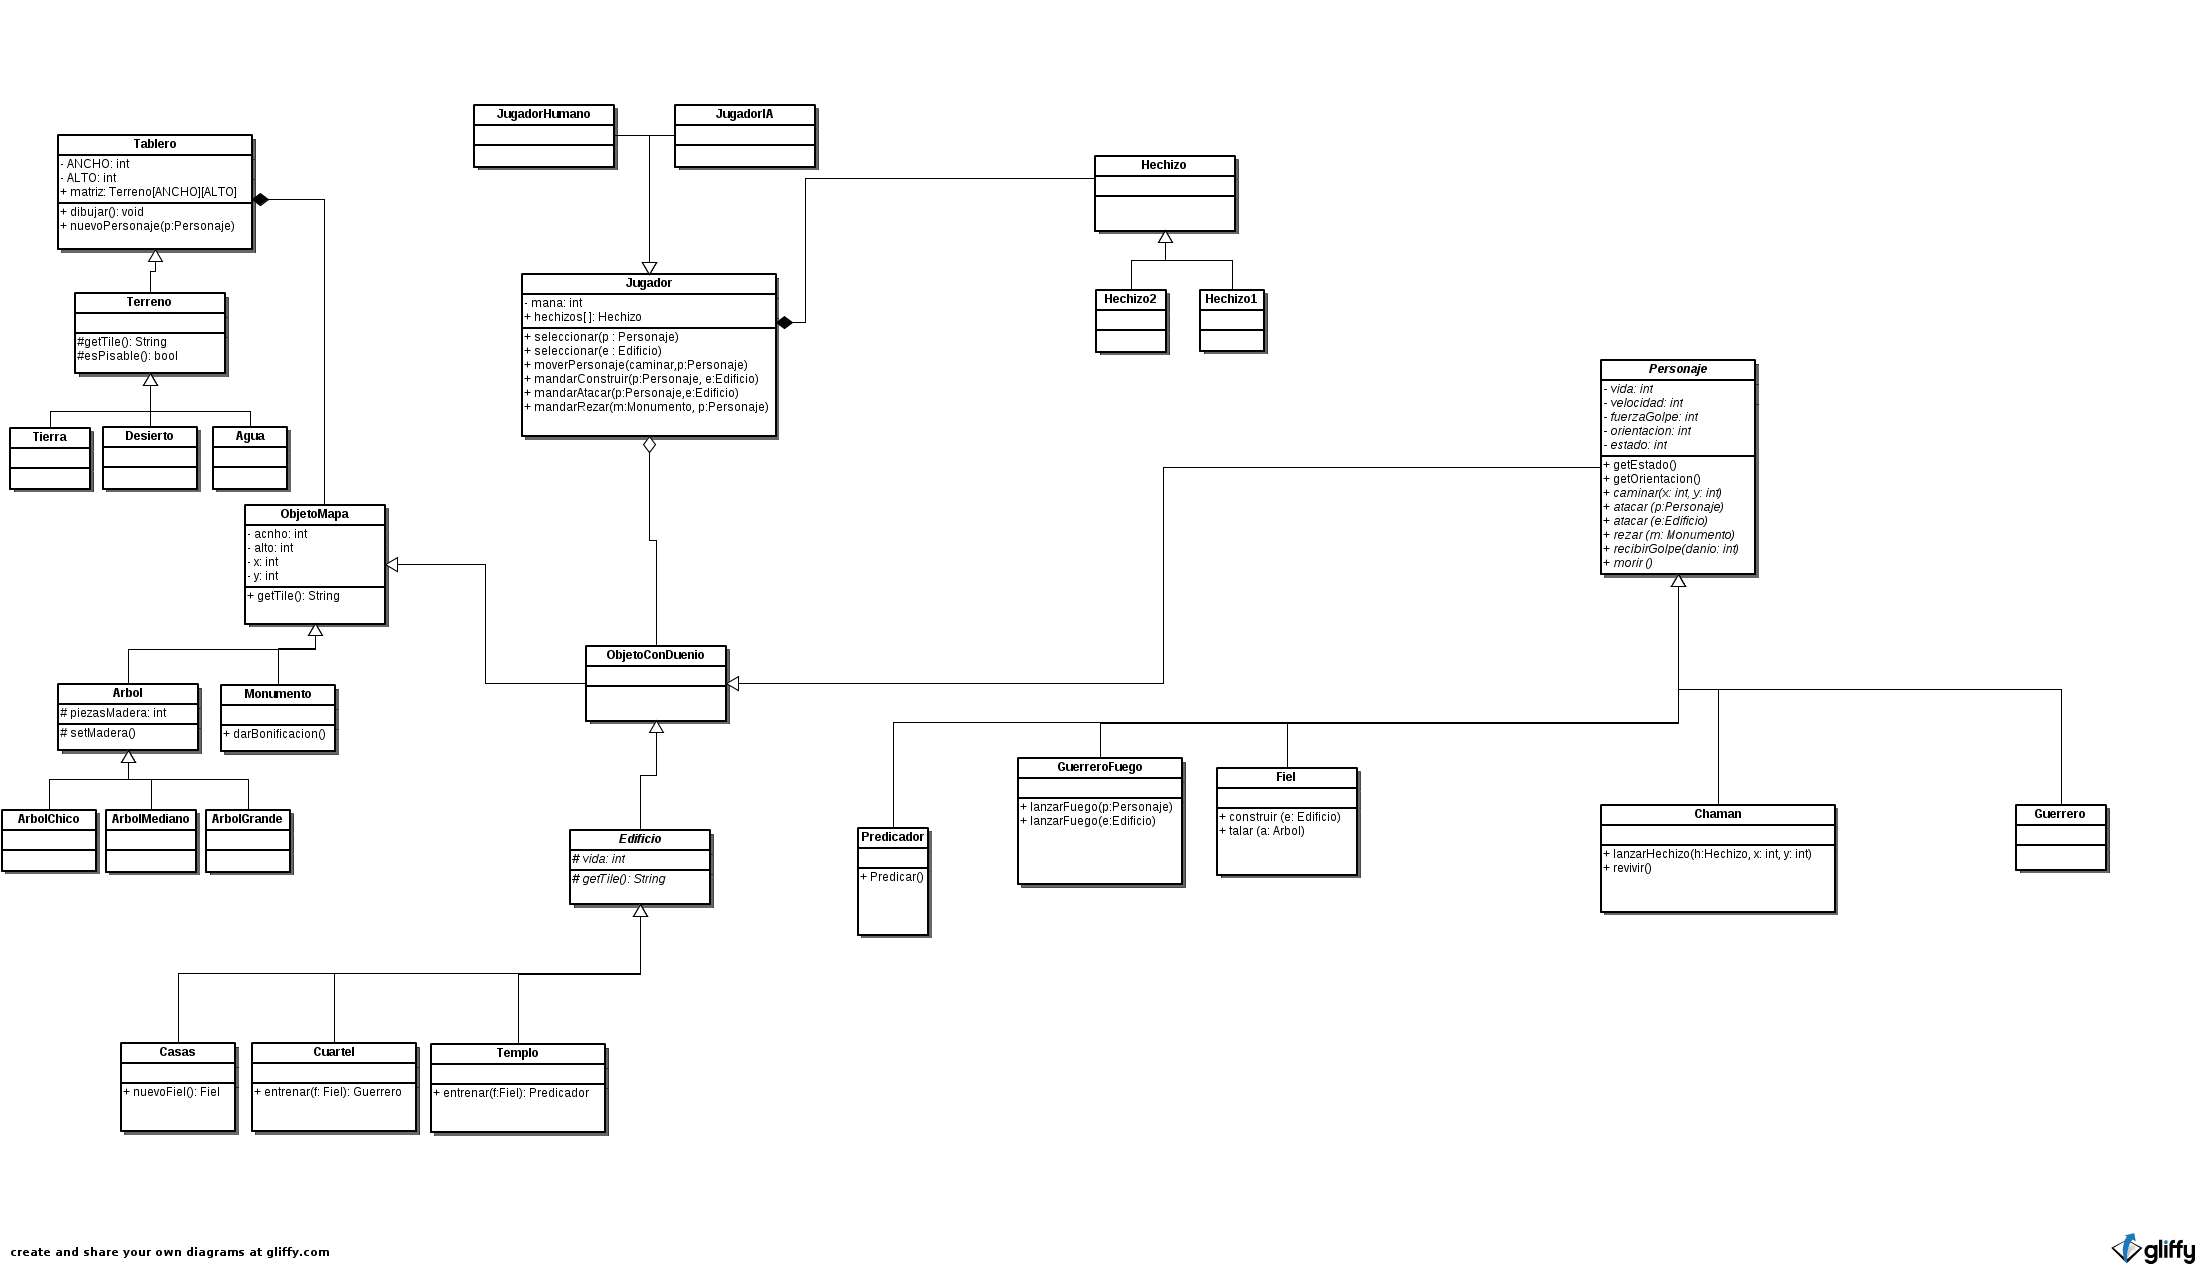 JugadorHumano
JugadorIA
Tablero
- ANCHO: int
- ALTO: int
+ matriz: Terreno[ANCHO][ALTO]
+ dibujar(): void
+ nuevoPersonaje(p:Personaje)
Hechizo
Hechizo2
Hechizo1
Terreno
#getTile(): String
#esPisable(): bool
Tierra
Desierto
Agua
Jugador
- mana: int
+ hechizos[ ]: Hechizo
+ seleccionar(p : Personaje)
+ seleccionar(e : Edificio)
+ moverPersonaje(caminar,p:Personaje)
+ mandarConstruir(p:Personaje, e:Edificio)
+ mandarAtacar(p:Personaje,e:Edificio)
+ mandarRezar(m:Monumento, p:Personaje)
Personaje
- vida: int
- velocidad: int
- fuerzaGolpe: int
- orientacion: int
- estado: int
+ getEstado()
+ getOrientacion()
+ caminar(x: int, y: int)
+ atacar (p:Personaje)
+ atacar (e:Edificio)
+ rezar (m: Monumento)
+ recibirGolpe(danio: int)
+ morir ()
ObjetoMapa
- acnho: int
- alto: int
- x: int
- y: int
+ getTile(): String
ObjetoConDuenio
Arbol
# piezasMadera: int
# setMadera()
Monumento
+ darBonificacion()
ArbolChico
ArbolMediano
ArbolGrande
Edificio
# vida: int
# getTile(): String
Predicador
+ Predicar()
GuerreroFuego
+ lanzarFuego(p:Personaje)
+ lanzarFuego(e:Edificio)
Fiel
+ construir (e: Edificio)
+ talar (a: Arbol)
Chaman
+ lanzarHechizo(h:Hechizo, x: int, y: int)
+ revivir()
Guerrero
Casas
+ nuevoFiel(): Fiel
Cuartel
+ entrenar(f: Fiel): Guerrero
Templo
+ entrenar(f:Fiel): Predicador
create and share your own diagrams at gliffy.com
gliffy